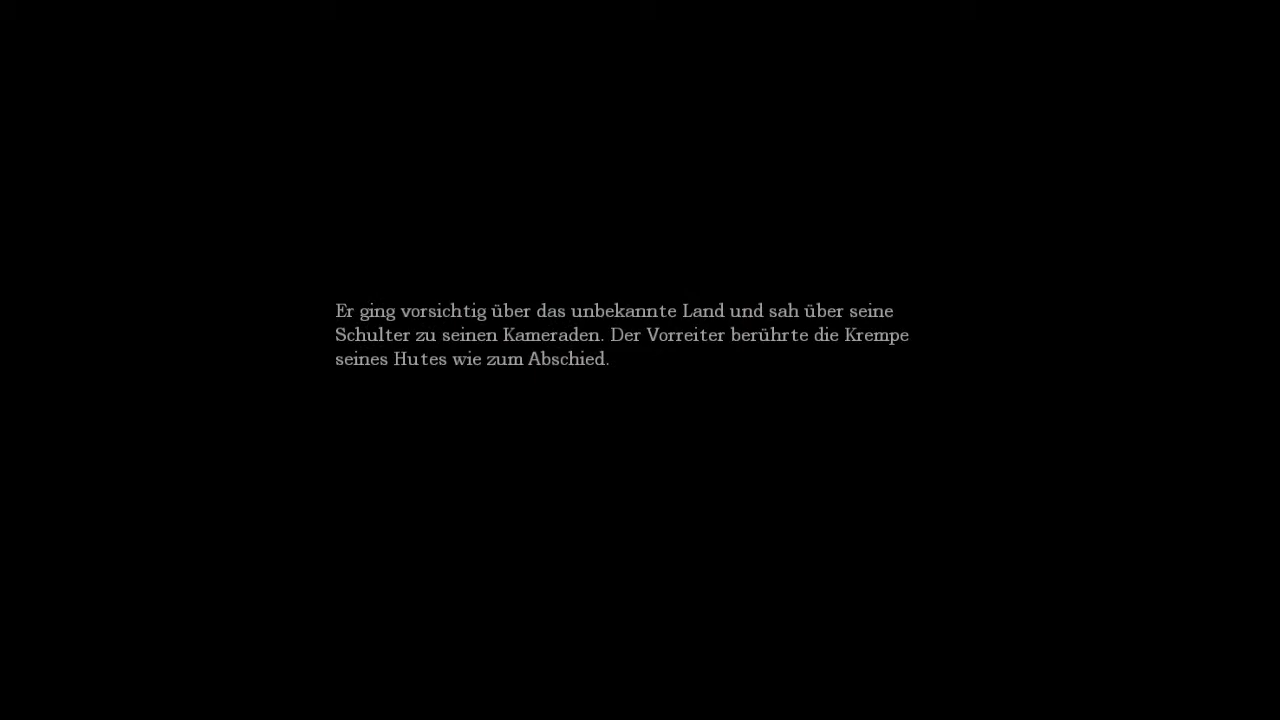 Er ging vorsichtig über das unbekannte Land und sah über seine
Schulter zu seinen Kameraden. Der Vorreiter berührte die Krempe
seines Hutes wie zum Abschied.